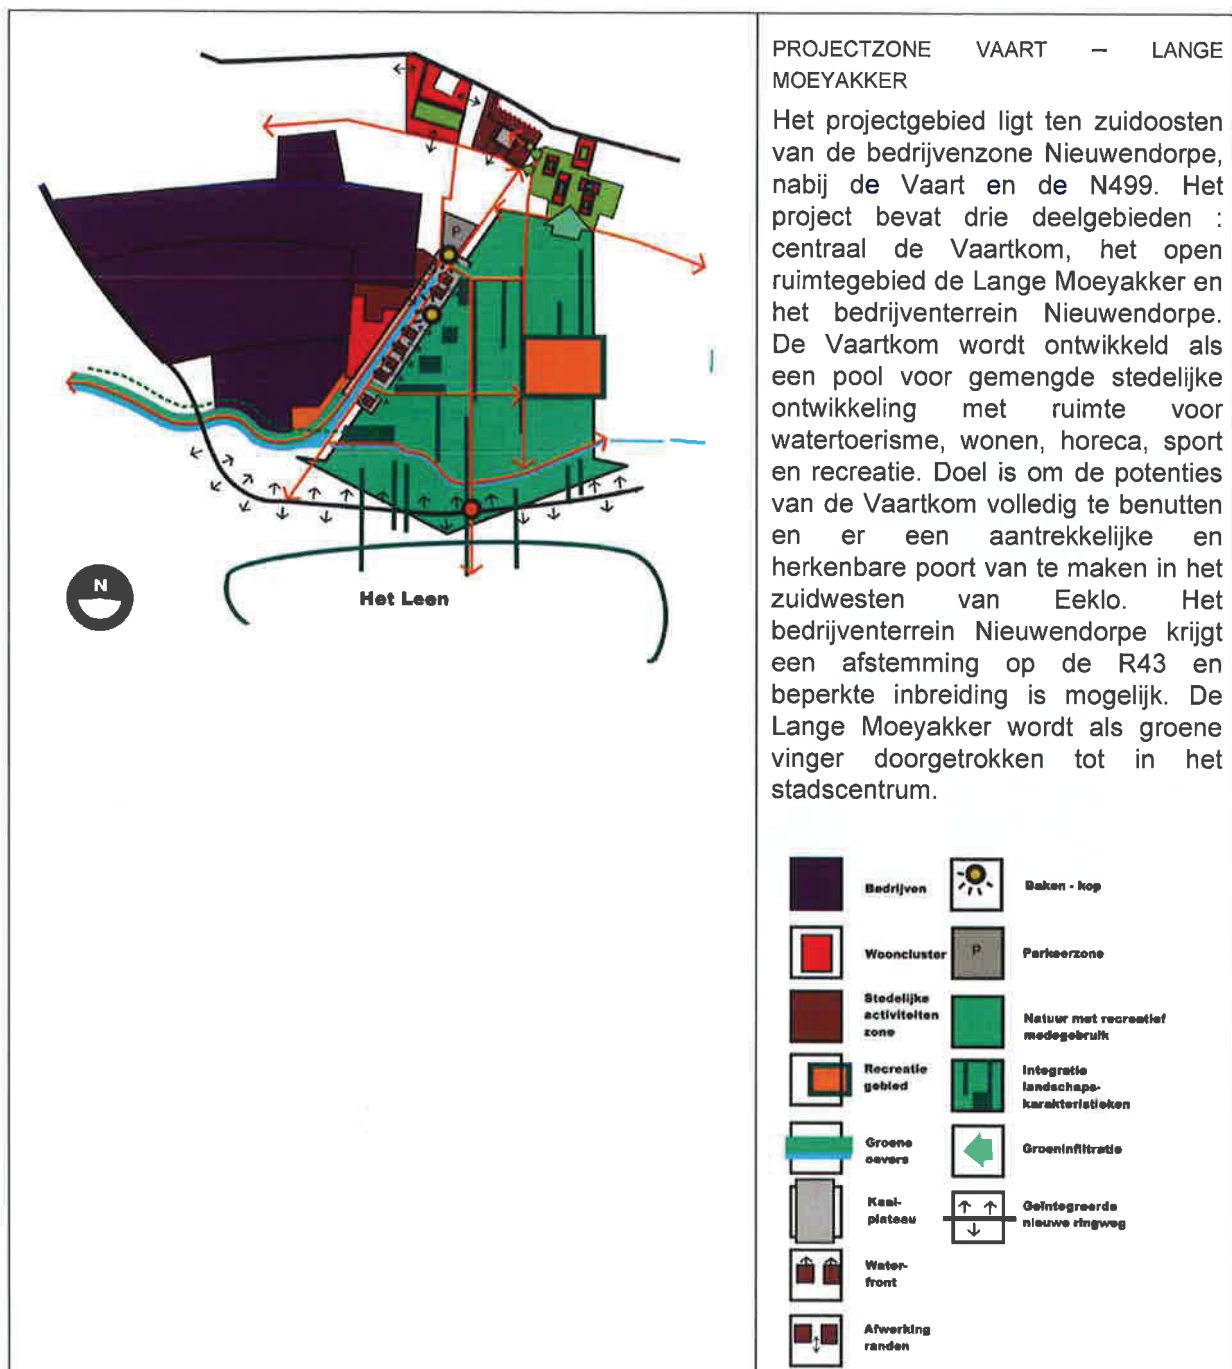 P
N
Het Leen
PROJECTZONE VAART – LANGE
MOEYAKKER
Het projectgebied ligt ten zuidoosten
van de bedrijvenzone Nieuwendorpe,
nabij de Vaart en de N499. Het
project bevat drie deelgebieden :
centraal de Vaartkom, het open
ruimtegebied de Lange Moeyakker en
het bedrijventerrein Nieuwendorpe.
De Vaartkom wordt ontwikkeld als
een pool voor gemengde stedelijke
ontwikkeling met ruimte voor
watertoerisme, wonen, horeca, sport
en recreatie. Doel is om de potenties
van de Vaartkom volledig te benutten
en er een aantrekkelijke en
herkenbare poort van te maken in het
zuidwesten van Eeklo. Het
bedrijventerrein Nieuwendorpe krijgt
een afstemming op de R43 en
beperkte inbreiding is mogelijk. De
Lange Moeyakker wordt als groene
vinger doorgetrokken tot in het
stadscentrum.
Bedrijven
Wooncluster
Stedelijke
activiteiten
zone
Recreatie
gebied
Groene
oevers
Kaai-
plateau
Water-
front
Afwerking
randen
Baken - kop
P
Parkeerzone
Natuur met recreatief
medegebruik
Integratie
landschaps-
karakteristieken
Groeninfiltratie
Geïntegreerde
nieuwe ringweg